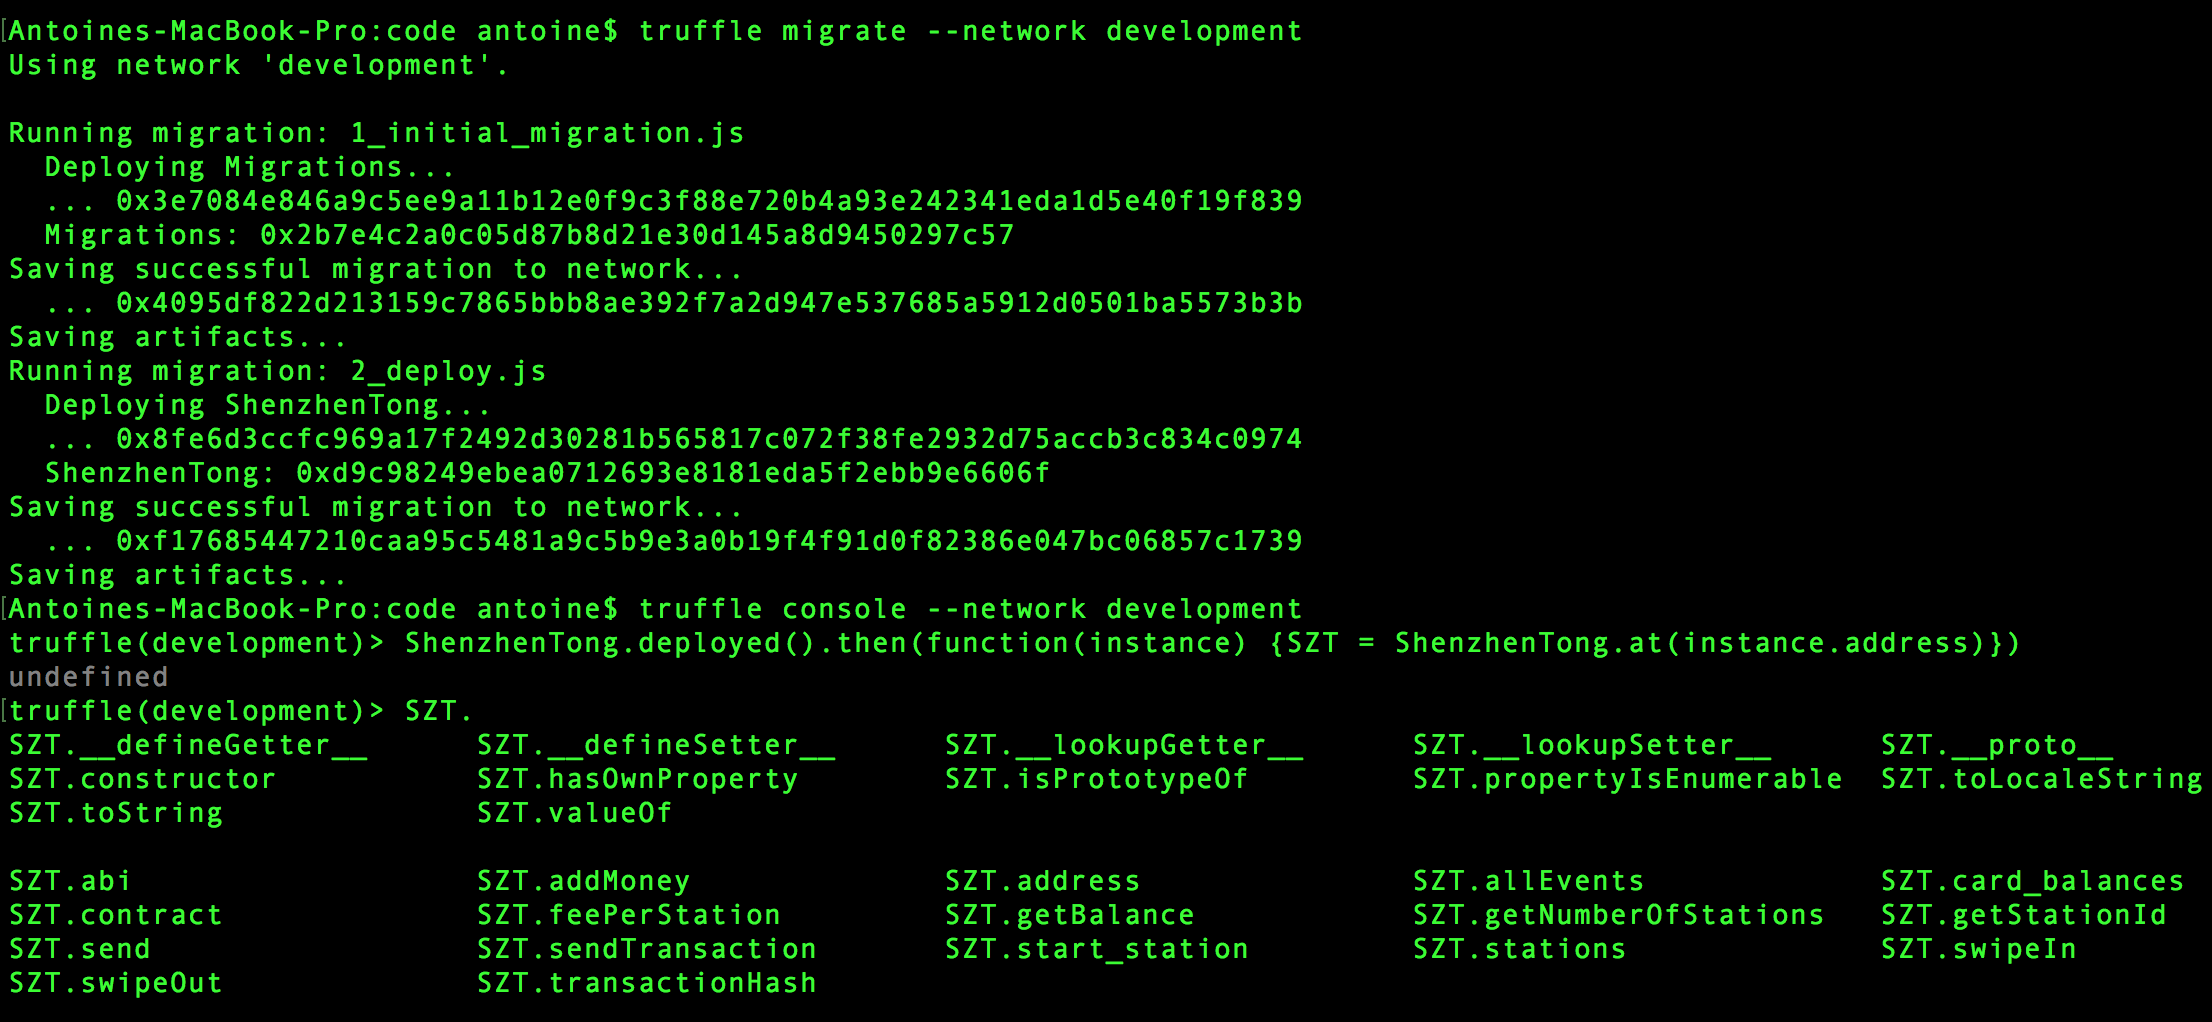 [Antoines-MacBook-Pro:code antoine$ truffle migrate --network development
Using network 'development'.
Running migration: 1_initial_migration.js
Deploying Migrations...
... 0x3e7084e846a9c5ee9a11b12e0f9c3f88e720b4a93e242341eda1d5e40f19f839
Migrations: 0x2b7e4c2a0c05d87b8d21e30d145a8d9450297c57
Saving successful migration to network...
... 0x4095df822d213159c7865bbb8ae392f7a2d947e537685a5912d0501ba5573b3b
Saving artifacts...
Running migration: 2_deploy.js
Deploying ShenzhenTong...
... 0x8fe6d3ccfc969a17f2492d30281b565817c072f38fe2932d75accb3c834c0974
ShenzhenTong: 0xd9c98249ebea0712693e8181eda5f2ebb9e6606f
Saving successful migration to network...
... 0xf17685447210caa95c5481a9c5b9e3a0b19f4f91d0f82386e047bc06857c1739
Saving artifacts...
[Antoines-MacBook-Pro:code antoine$ truffle console --network development
truffle(development)> ShenzhenTong.deployed().then(function(instance) {SZT = ShenzhenTong.at(instance.address)})
undefined
[truffle(development)> SZT.
SZT.__defineGetter__ SZT.__defineSetter__ SZT.__lookupGetter__ SZT.__lookupSetter__ SZT.__proto__
SZT.constructor SZT.hasOwnProperty SZT.isPrototypeOf SZT.propertyIsEnumerable SZT.toLocaleString
SZT.toString SZT.valueOf
SZT.abi SZT.addMoney SZT.address SZT.allEvents SZT.card_balances
SZT.contract SZT.feePerStation SZT.getBalance SZT.getNumberOfStations SZT.getStationId
SZT.send SZT.sendTransaction SZT.start_station SZT.stations SZT.swipeIn
SZT.swipeOut SZT.transactionHash